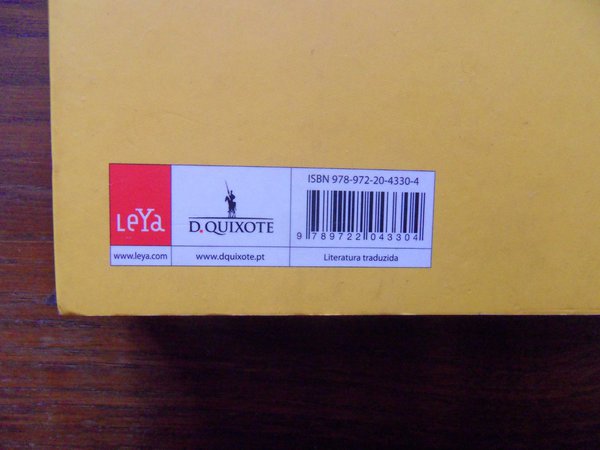 LeYa
www.leya.com
D.QUIXOTE
www.dquixote.pt
ISBN 978-972-20-4330-4
9 789722 043304
Literatura traduzida